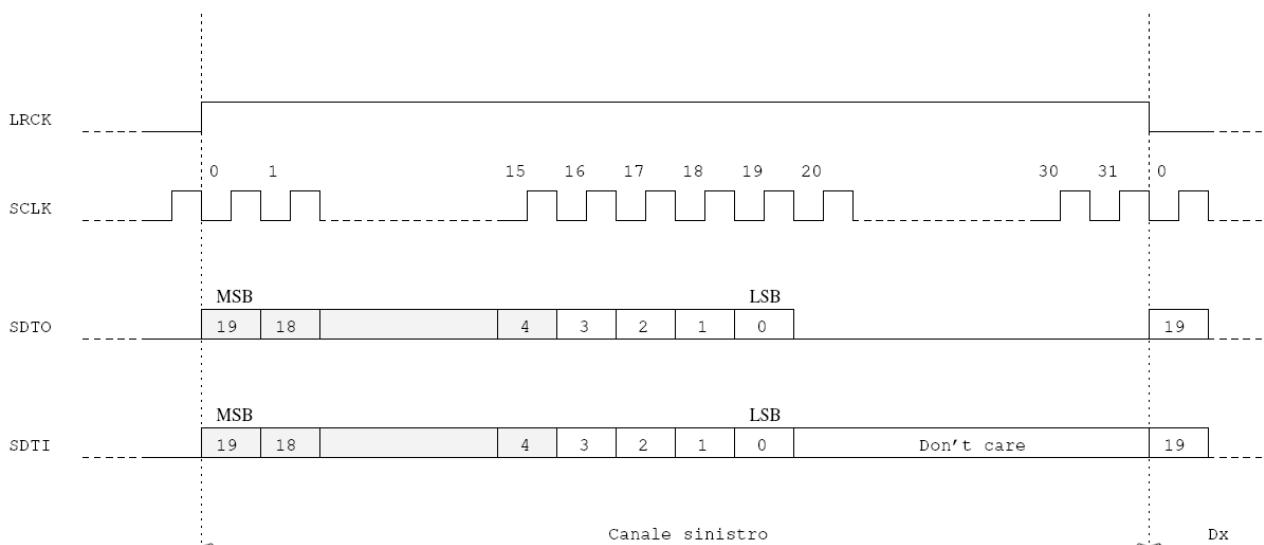 LRCK
0 1 15 16 17 18 19 20 30 31 0
SCLK
MSB LSB
SDTO 19 18 4 3 2 1 0 19
MSB LSB
SDTI 19 18 4 3 2 1 0 Don't care 19
Canale sinistro Dx